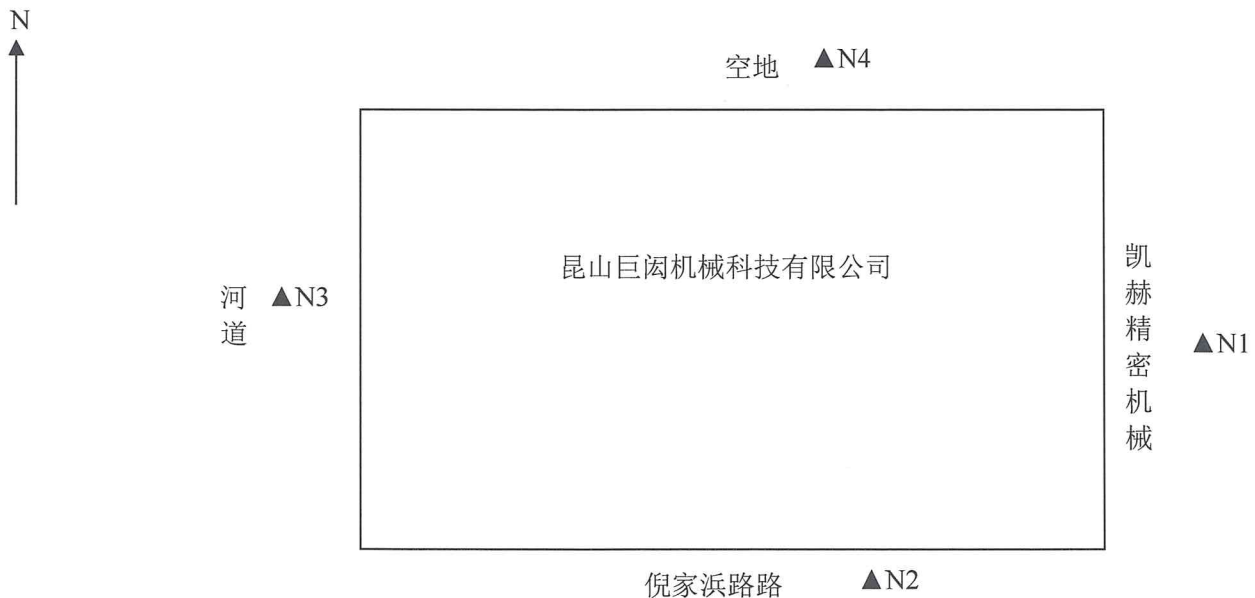 N
空地 ▲N4
昆山巨闳机械科技有限公司
河道
▲N3
凯赫精密机械
▲N1
倪家浜路路 ▲N2